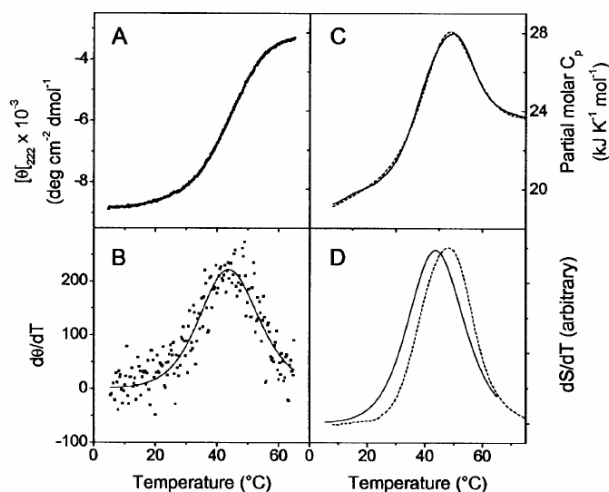 A
-4
-6
-8
[θ[222 x 10-3
(deg cm-2 dmol-1)
C
28
24
20
Partial molar Cp
(kJ K-1 mol-1)
B
200
100
0
-100
dθ/dT
D
dS/dT (arbitrary)
0 20 40 60
20 40 60
Temperature (°C)
Temperature (°C)